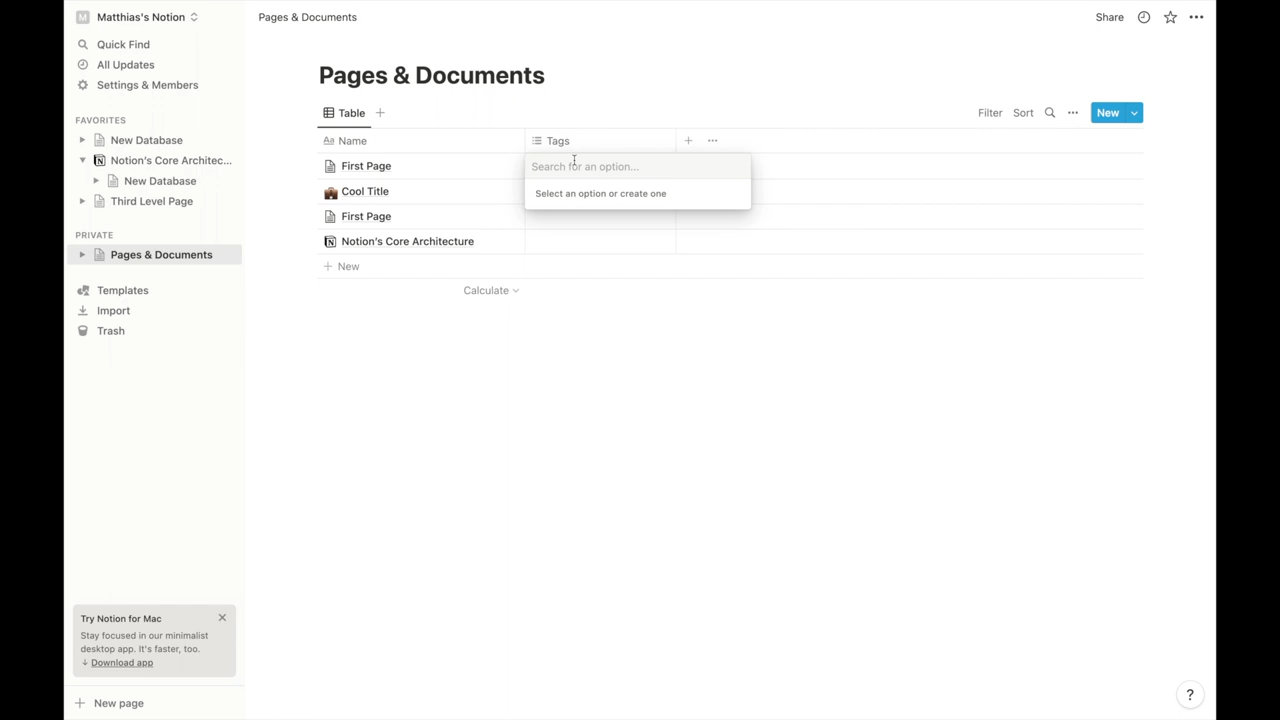 M Matthias's Notion
Quick Find
All Updates
Settings & Members
FAVORITES
New Database
Notion's Core Architec...
New Database
Third Level Page
PRIVATE
Pages & Documents
Templates
Import
Trash
Try Notion for Mac
Stay focused in our minimalist
desktop app. It's faster, too.
↓ Download app
New page
Pages & Documents
Share
Pages & Documents
Table
Filter Sort New
Aa Name Tags
First Page
Search for an option...
Cool Title
Select an option or create one
First Page
Notion's Core Architecture
New
Calculate
?